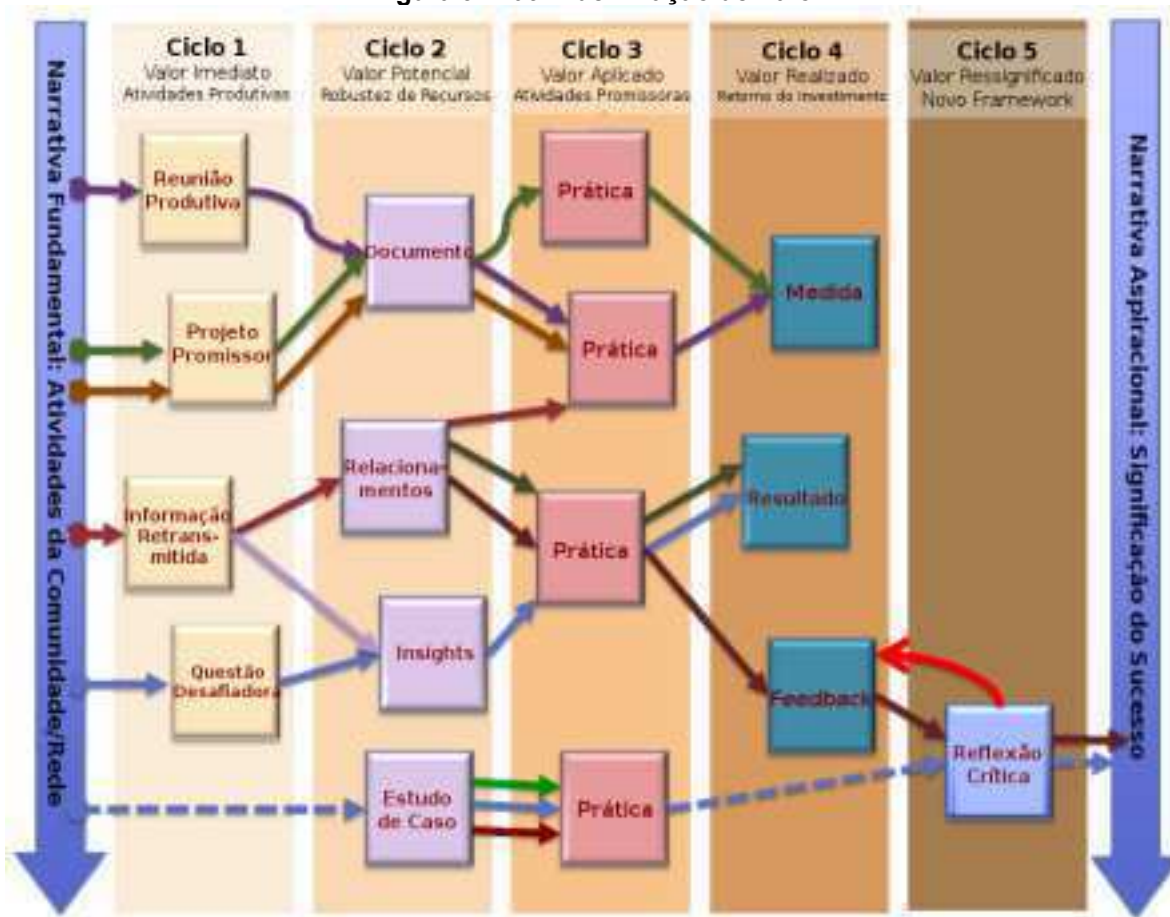 Ciclo 1
Valor Imediato
Atividades Produtivas
Ciclo 2
Valor Potencial
Robustez de Recursos
Ciclo 3
Valor Aplicado
Atividades Promissoras
Ciclo 4
Valor Realizado
Retorno do Investimento
Ciclo 5
Valor Ressignificado
Novo Framework
Narrativa Fundamental: Atividades da Comunidade/Rede
Reunião
Produtiva
Projeto
Promissor
Informação
Retrans-
mitida
Questão
Desafiadora
Documento
Relaciona-
mentos
Insights
Estudo
de Caso
Prática
Prática
Prática
Prática
Medida
Resultado
Feedback
Reflexão
Crítica
Narrativa Aspiracional: Significação do Sucesso